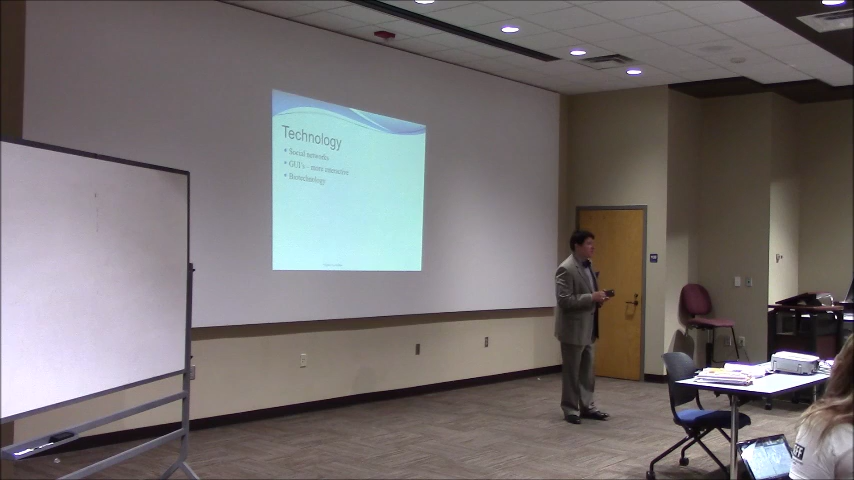 Technology
• Social networks
• GUI's – more interactive
• Biotechnology